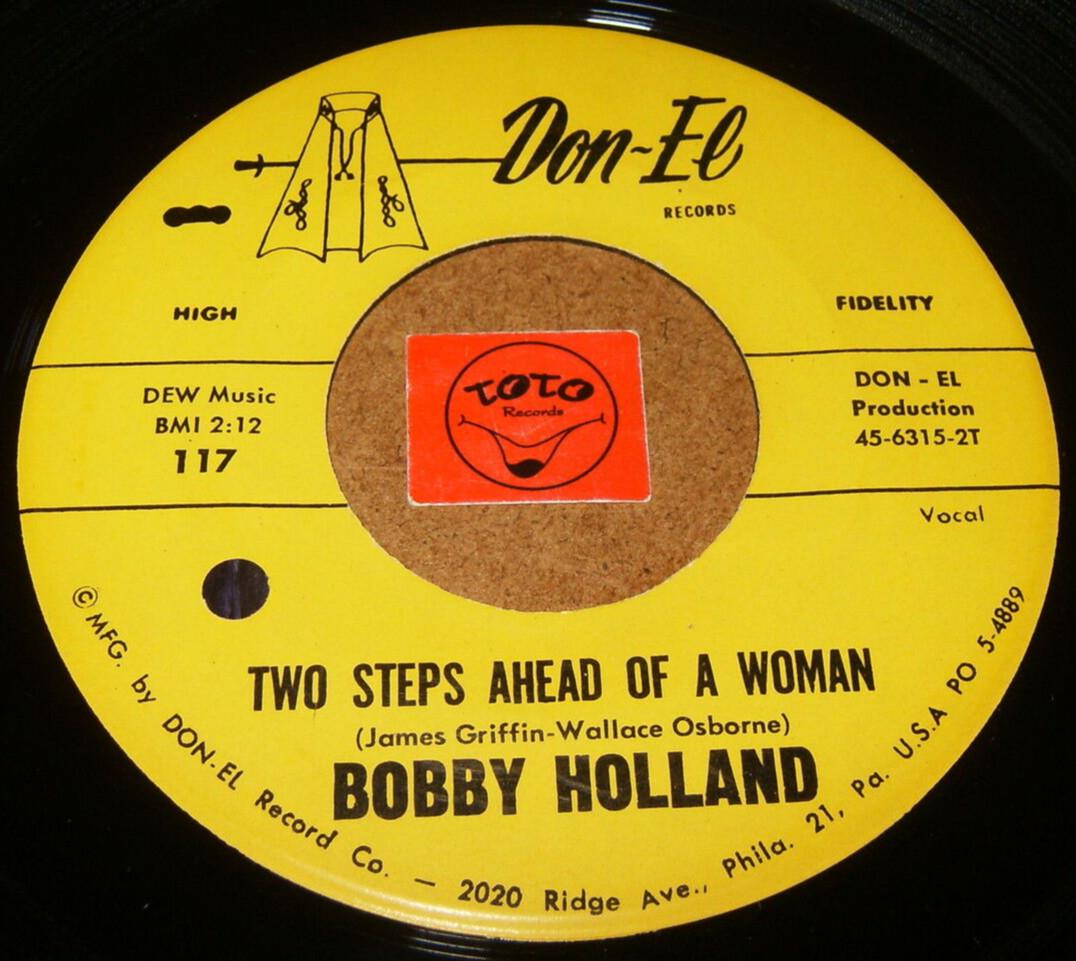 Don-El
RECORDS
HIGH
FIDELITY
DEW Music
BMI 2:12
117
TOTO
Records
DON - EL
Production
45-6315-2T
Vocal
TWO STEPS AHEAD OF A WOMAN
(James Griffin-Wallace Osborne)
BOBBY HOLLAND
© MFG. by DON-EL Record Co. — 2020 Ridge Ave., Phila. 21, Pa. U.S.A PO 5-4889